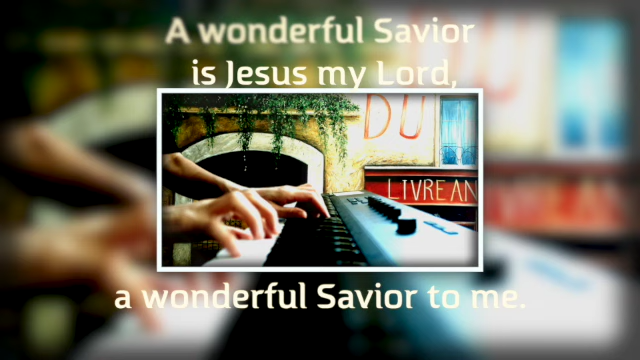 A wonderful Savior
is Jesus my Lord,
DU
LIVRE AN
a wonderful Savior to me.